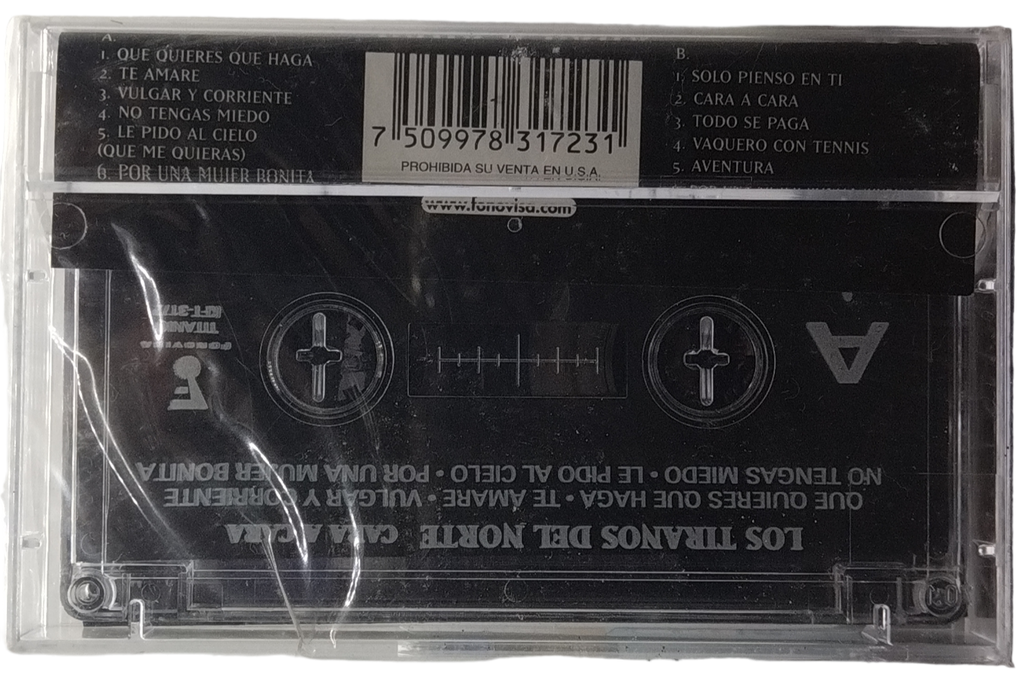 A.
1. QUE QUIERES QUE HAGA
2. TE AMARE
3. VULGAR Y CORRIENTE
4. NO TENGAS MIEDO
5. LE PIDO AL CIELO
(QUE ME QUIERAS)
6. POR UNA MUJER BONITA
7 509978 317231
PROHIBIDA SU VENTA EN U.S.A.
B.
1. SOLO PIENSO EN TI
2. CARA A CARA
3. TODO SE PAGA
4. VAQUERO CON TENNIS
5. AVENTURA
www.fonovisa.com
LOS TIRANOS DEL NORTE CARA A CARA
QUE QUIERES QUE HAGA • TE AMARE • VULGAR Y CORRIENTE •
NO TENGAS MIEDO • LE PIDO AL CIELO • POR UNA MUJER BONITA
A
FONOVISA